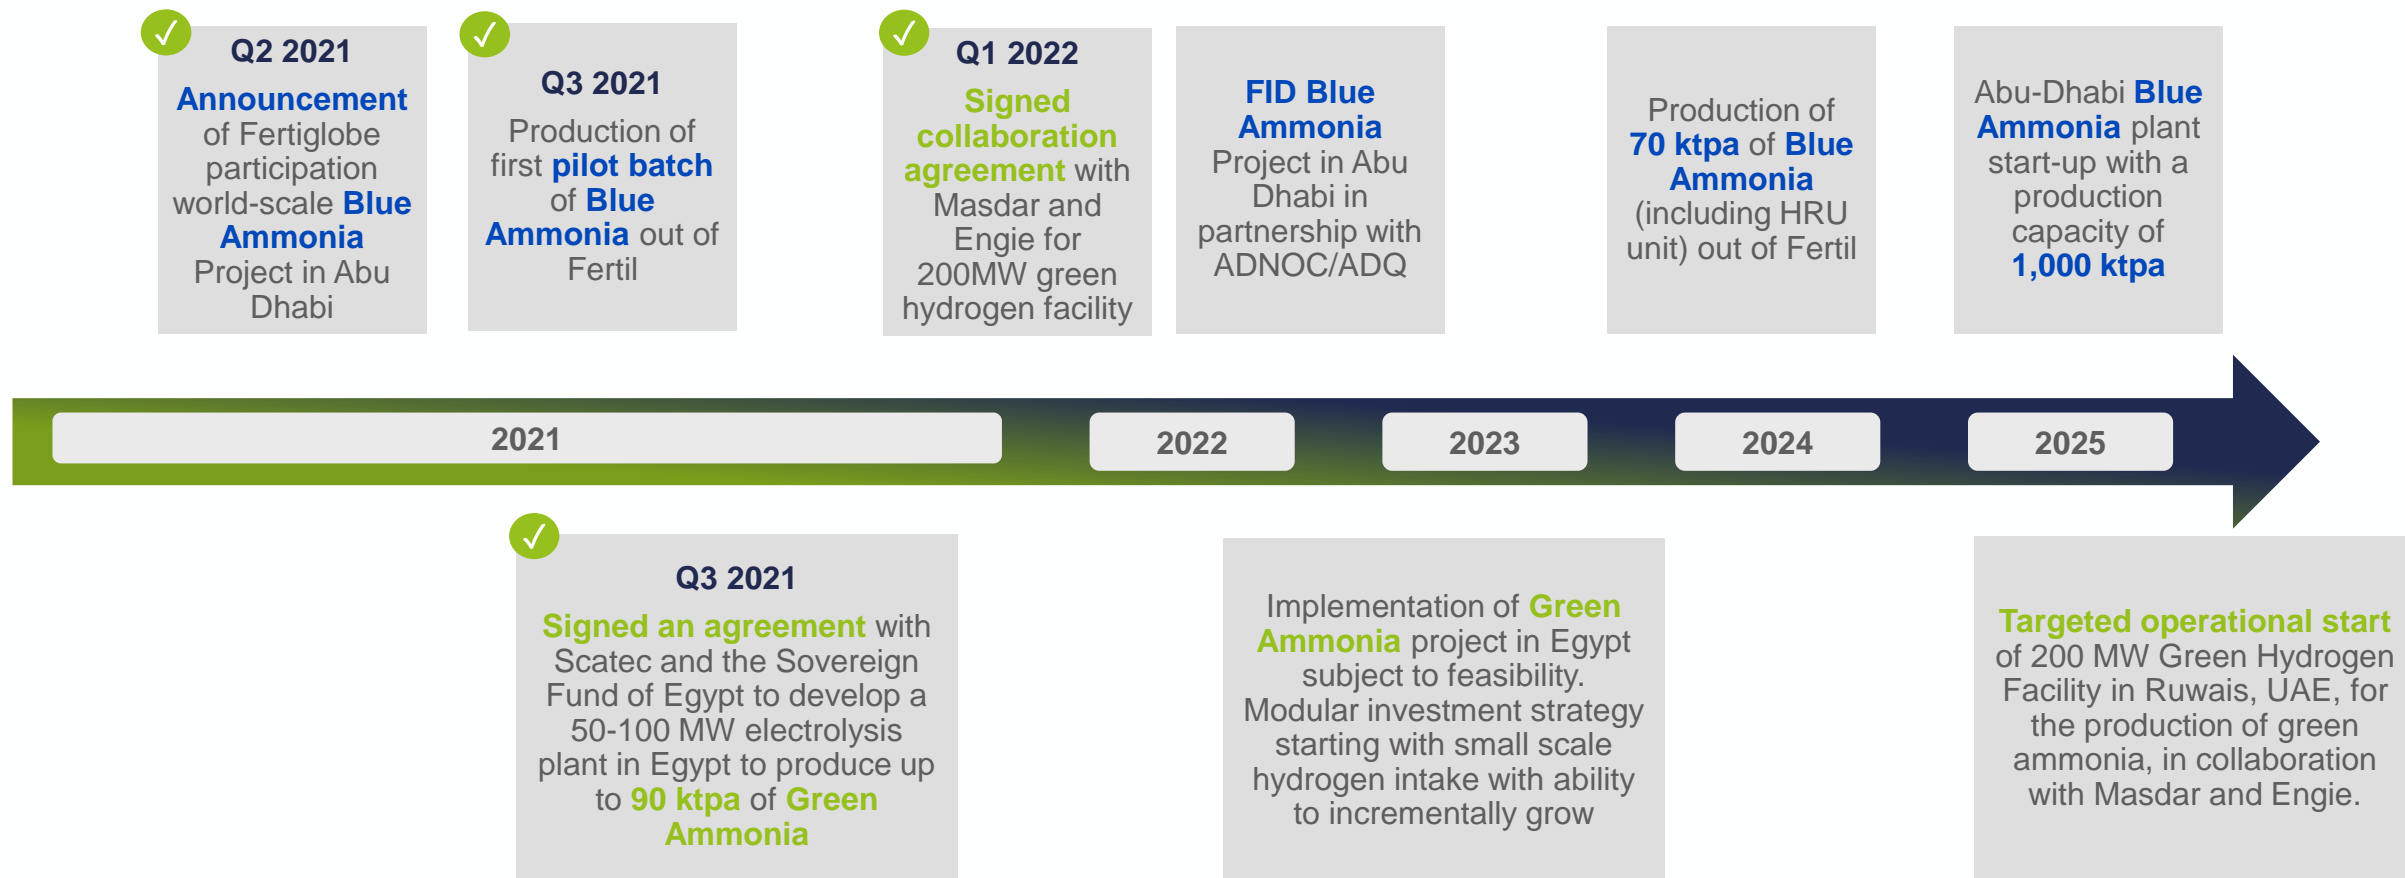 Q2 2021
Announcement
of Fertiglobe
participation
world-scale Blue
Ammonia
Project in Abu
Dhabi
Q3 2021
Production of
first pilot batch
of Blue
Ammonia out of
Fertil
Q1 2022
Signed
collaboration
agreement with
Masdar and
Engie for
200MW green
hydrogen facility
FID Blue
Ammonia
Project in Abu
Dhabi in
partnership with
ADNOC/ADQ
Production of
70 ktpa of Blue
Ammonia
(including HRU
unit) out of Fertil
Abu-Dhabi Blue
Ammonia plant
start-up with a
production
capacity of
1,000 ktpa
2021
2022
2023
2024
2025
Q3 2021
Signed an agreement with
Scatec and the Sovereign
Fund of Egypt to develop a
50-100 MW electrolysis
plant in Egypt to produce up
to 90 ktpa of Green
Ammonia
Implementation of Green
Ammonia project in Egypt
subject to feasibility.
Modular investment strategy
starting with small scale
hydrogen intake with ability
to incrementally grow
Targeted operational start
of 200 MW Green Hydrogen
Facility in Ruwais, UAE, for
the production of green
ammonia, in collaboration
with Masdar and Engie.